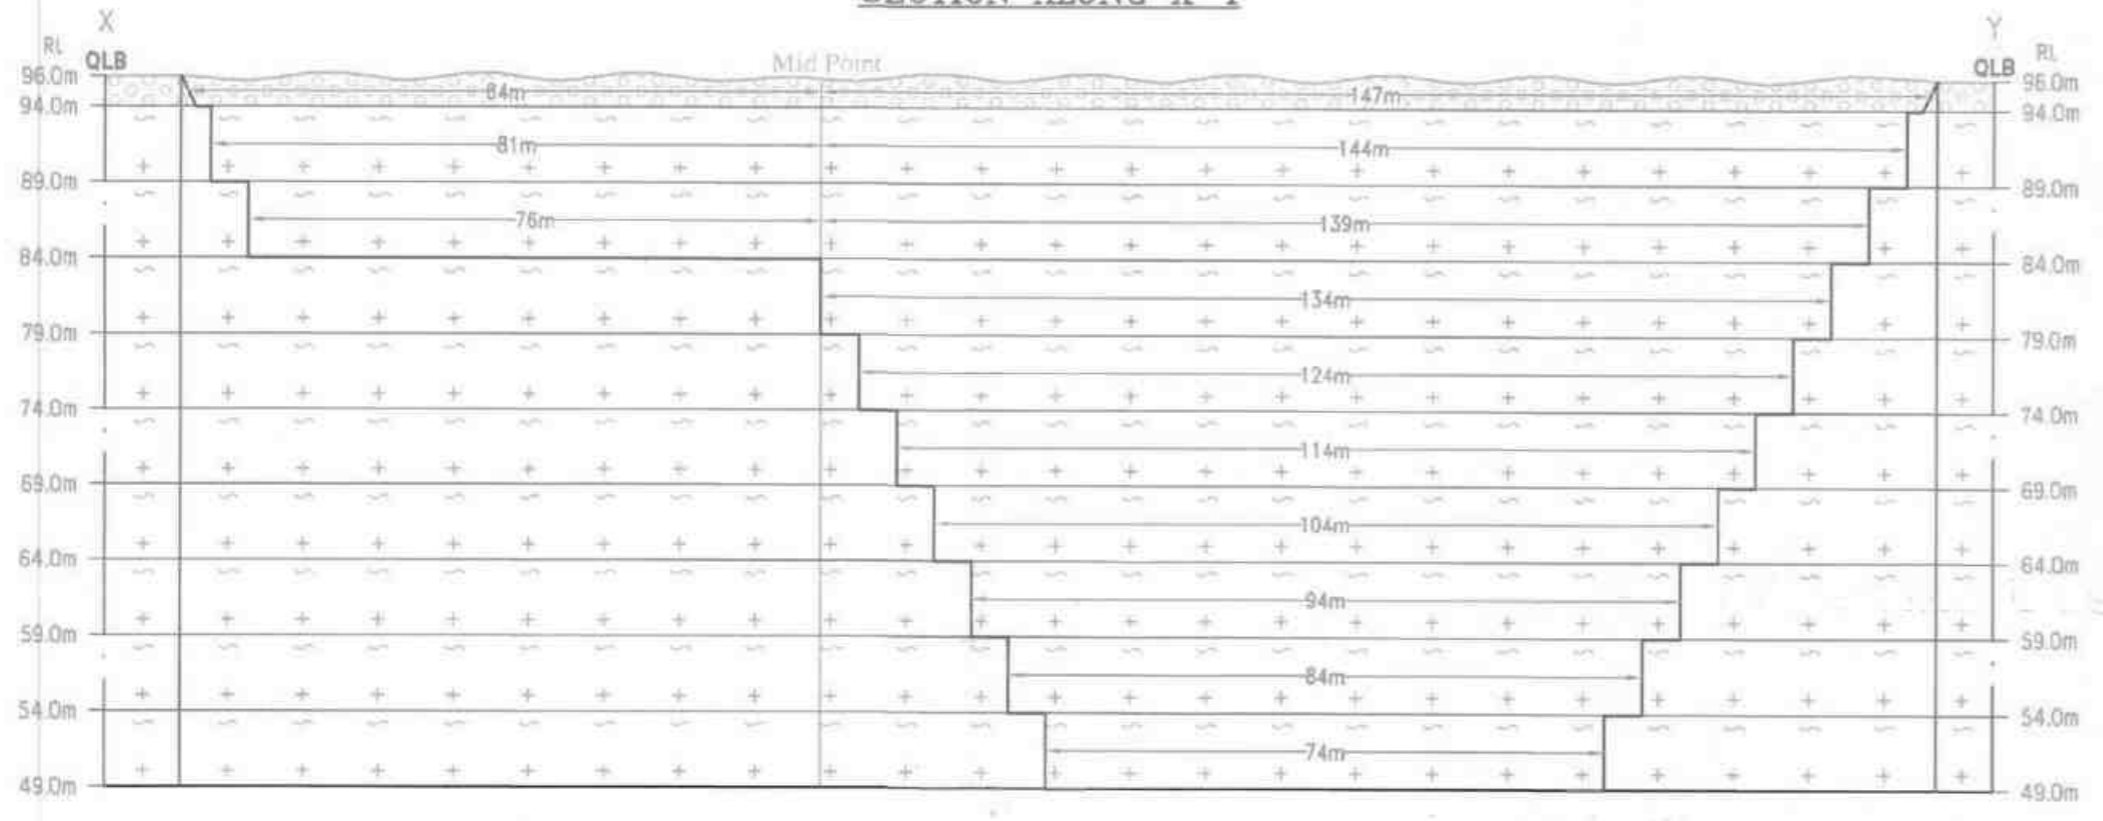 SECTION ALONG X-Y
X Y
RL RL
QLB Mid Point QLB
96.0m 84m 147m 96.0m
94.0m 94.0m
81m 144m
89.0m 89.0m
76m 139m
84.0m 84.0m
134m
79.0m 79.0m
124m
74.0m 74.0m
114m
69.0m 69.0m
104m
64.0m 64.0m
94m
59.0m 59.0m
84m
54.0m 54.0m
74m
49.0m 49.0m